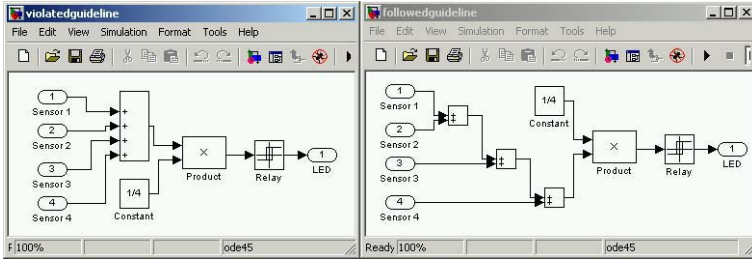 violatedguideline
File Edit View Simulation Format Tools Help
1
Sensor 1
2
Sensor 2
3
Sensor 3
4
Sensor 4
+
+
+
+
1/4
Constant
×
Product
Relay
1
LED
100%
ode45
followedguideline
File Edit View Simulation Format Tools Help
1
Sensor 1
2
Sensor 2
3
Sensor 3
4
Sensor 4
1/4
Constant
×
Product
Relay
1
LED
Ready 100%
ode45